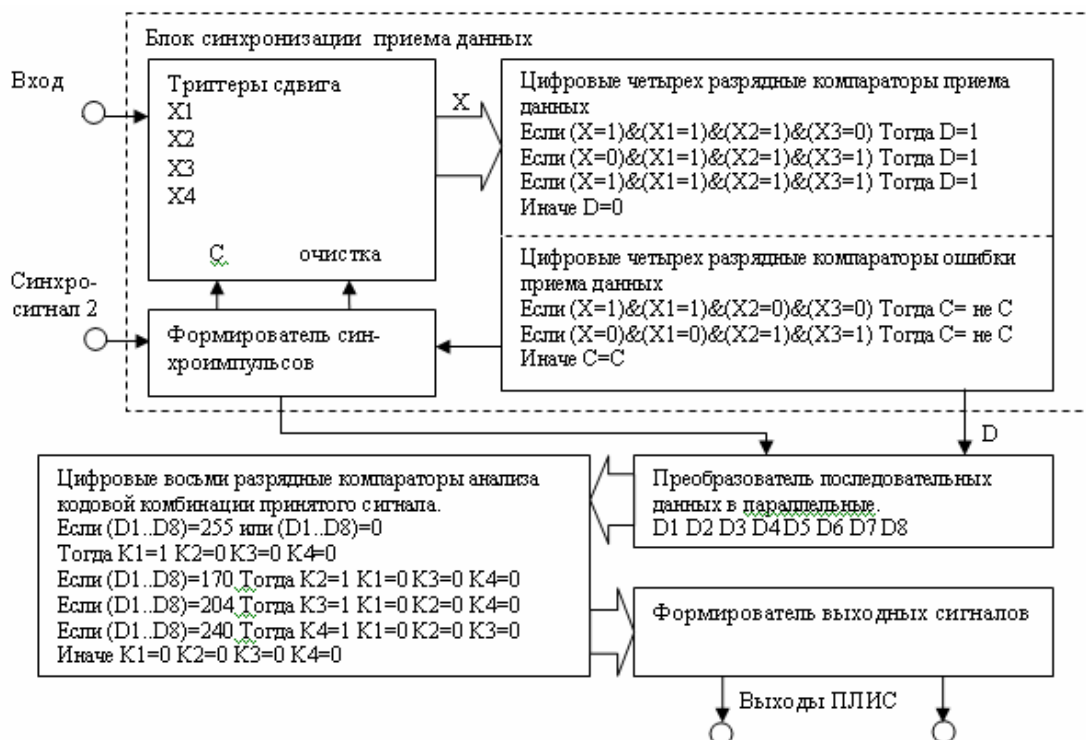 Блок синхронизации приема данных
Вход
Триггеры сдвига
X1
X2
X3
X4
С очистка
X
Цифровые четырех разрядные компараторы приема
данных
Если (X=1)&(X1=1)&(X2=1)&(X3=0) Тогда D=1
Если (X=0)&(X1=1)&(X2=1)&(X3=1) Тогда D=1
Если (X=1)&(X1=1)&(X2=1)&(X3=1) Тогда D=1
Иначе D=0
Цифровые четырех разрядные компараторы ошибки
приема данных
Если (X=1)&(X1=1)&(X2=0)&(X3=0) Тогда С= не С
Если (X=0)&(X1=0)&(X2=1)&(X3=1) Тогда С= не С
Иначе С=С
Синхро-
сигнал 2
Формирователь син-
хроимпульсов
D
Цифровые восьми разрядные компараторы анализа
кодовой комбинации принятого сигнала.
Если (D1..D8)=255 или (D1..D8)=0
Тогда K1=1 K2=0 K3=0 K4=0
Если (D1..D8)=170 Тогда K2=1 K1=0 K3=0 K4=0
Если (D1..D8)=204 Тогда K3=1 K1=0 K2=0 K4=0
Если (D1..D8)=240 Тогда K4=1 K1=0 K2=0 K3=0
Иначе K1=0 K2=0 K3=0 K4=0
Преобразователь последовательных
данных в параллельные.
D1 D2 D3 D4 D5 D6 D7 D8
Формирователь выходных сигналов
Выходы ПЛИС